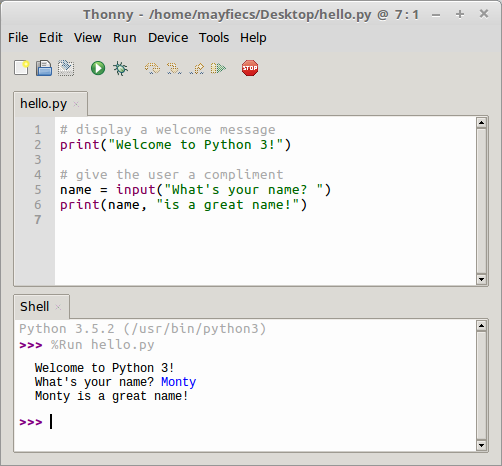 Thonny - /home/mayfiecs/Desktop/hello.py @ 7:1
File Edit View Run Device Tools Help
STOP
hello.py ×
1 # display a welcome message
2 print("Welcome to Python 3!")
3
4 # give the user a compliment
5 name = input("What's your name? ")
6 print(name, "is a great name!")
7
Shell ×
Python 3.5.2 (/usr/bin/python3)
>>> %Run hello.py
Welcome to Python 3!
What's your name? Monty
Monty is a great name!
>>>